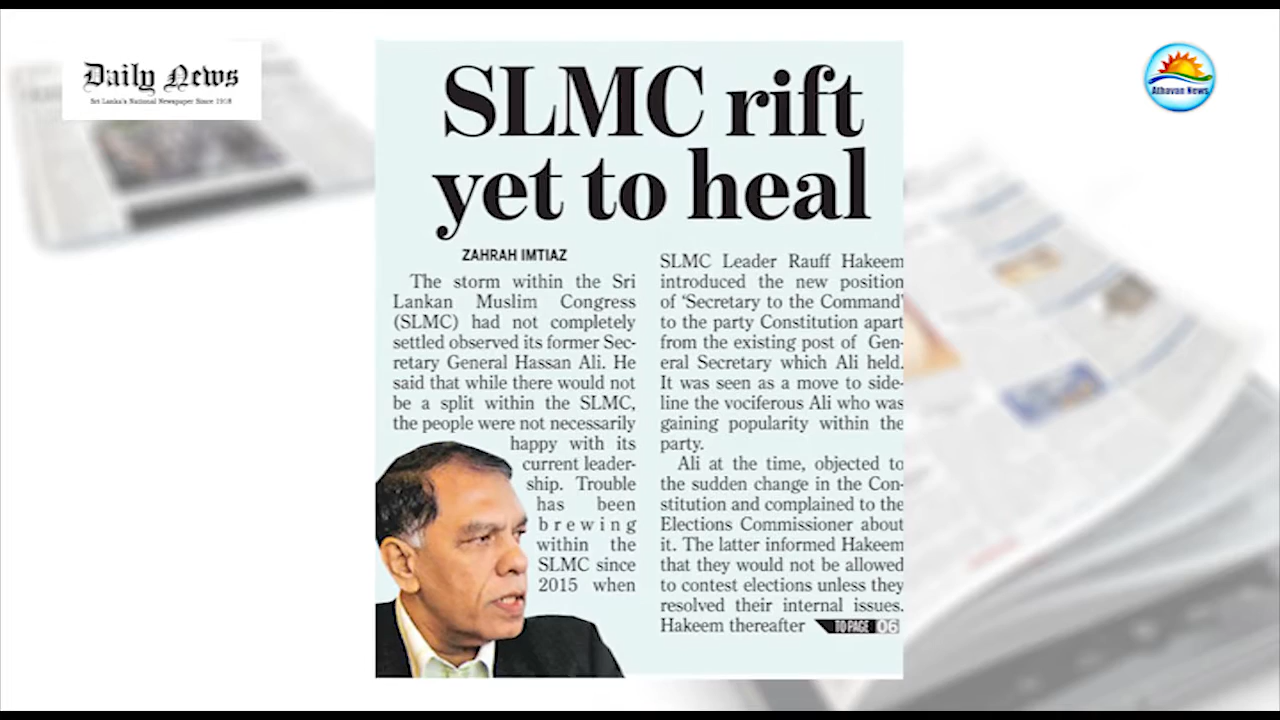 Daily News
Sri Lanka's National Newspaper Since 1918
Athavan News
SLMC rift
yet to heal
ZAHRAH IMTIAZ
The storm within the Sri
Lankan Muslim Congress
(SLMC) had not completely
settled observed its former Sec-
retary General Hassan Ali. He
said that while there would not
be a split within the SLMC,
the people were not necessarily
happy with its
current leader-
ship. Trouble
has been
brewing
within the
SLMC since
2015 when
SLMC Leader Rauff Hakeem
introduced the new position
of ‘Secretary to the Command’
to the party Constitution apart
from the existing post of Gen-
eral Secretary which Ali held.
It was seen as a move to side-
line the vociferous Ali who was
gaining popularity within the
party.
Ali at the time, objected to
the sudden change in the Con-
stitution and complained to the
Elections Commissioner about
it. The latter informed Hakeem
that they would not be allowed
to contest elections unless they
resolved their internal issues.
Hakeem thereafter TO PAGE 06